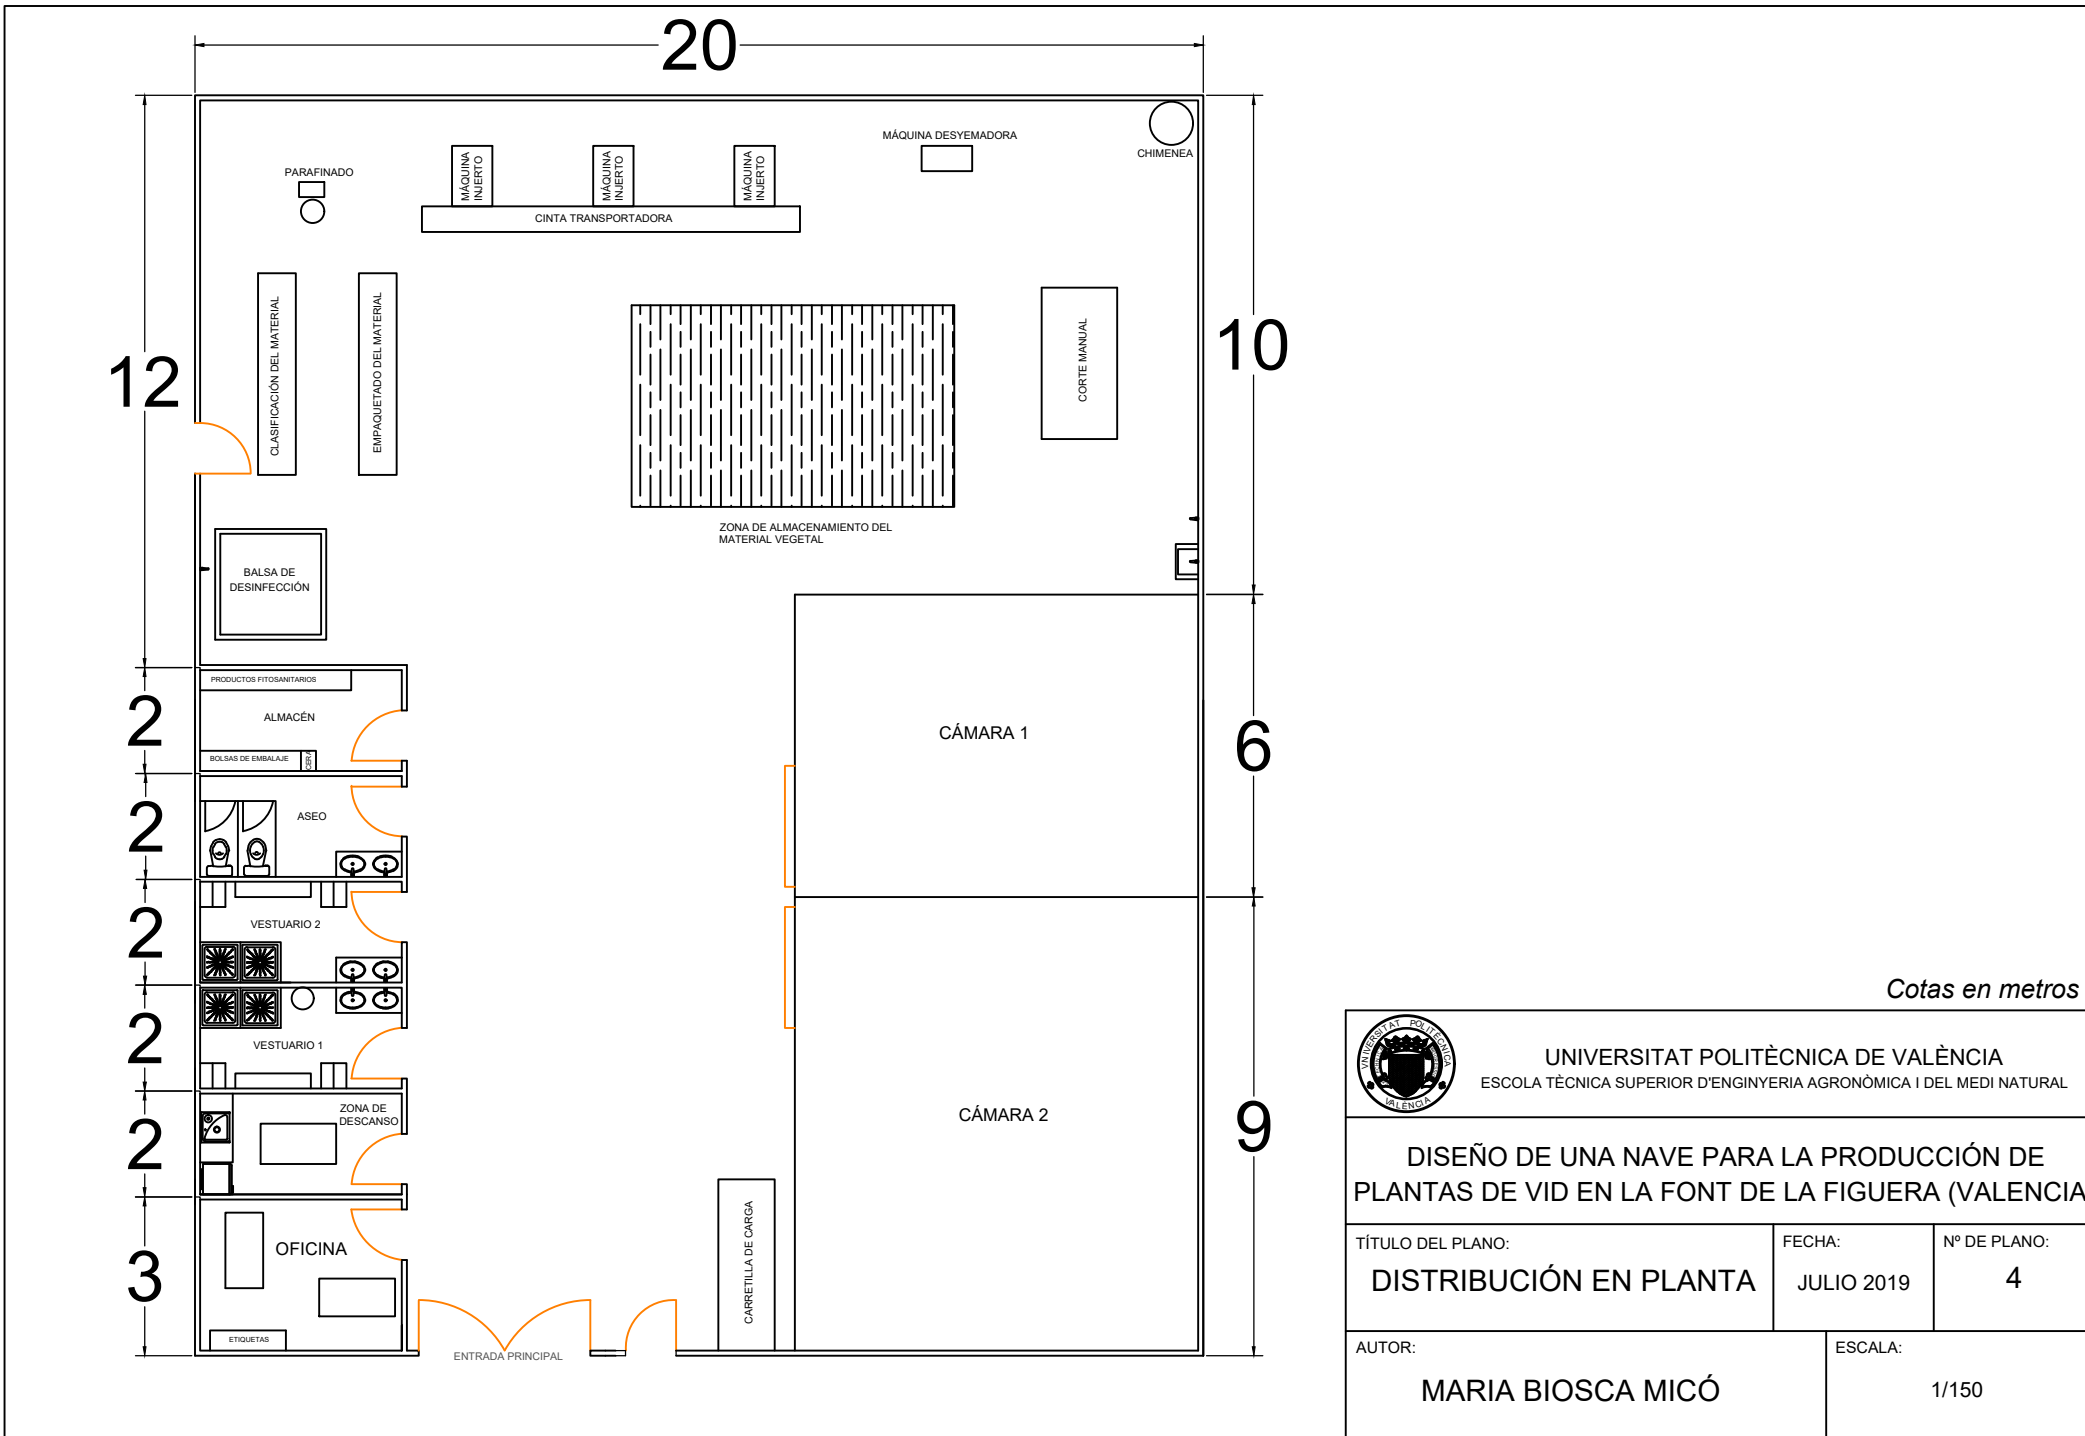 20
MÁQUINA DESYEMADORA
CHIMENEA
PARAFINADO
MÁQUINA
INJERTO
MÁQUINA
INJERTO
MÁQUINA
INJERTO
CINTA TRANSPORTADORA
12
10
CLASIFICACIÓN DEL MATERIAL
EMPAQUETADO DEL MATERIAL
CORTE MANUAL
ZONA DE ALMACENAMIENTO DEL
MATERIAL VEGETAL
BALSA DE
DESINFECCIÓN
2
PRODUCTOS FITOSANITARIOS
ALMACÉN
BOLSAS DE EMBALAJE
CERA
CÁMARA 1
6
2
ASEO
2
VESTUARIO 2
2
VESTUARIO 1
2
ZONA DE
DESCANSO
CÁMARA 2
9
3
OFICINA
ETIQUETAS
CARRETILLA DE CARGA
ENTRADA PRINCIPAL
Cotas en metros
UNIVERSITAT POLITÈCNICA
VALÈNCIA
UNIVERSITAT POLITÈCNICA DE VALÈNCIA
ESCOLA TÈCNICA SUPERIOR D'ENGINYERIA AGRONÒMICA I DEL MEDI NATURAL
DISEÑO DE UNA NAVE PARA LA PRODUCCIÓN DE
PLANTAS DE VID EN LA FONT DE LA FIGUERA (VALENCIA
TÍTULO DEL PLANO:
DISTRIBUCIÓN EN PLANTA
FECHA:
JULIO 2019
Nº DE PLANO:
4
AUTOR:
MARIA BIOSCA MICÓ
ESCALA:
1/150